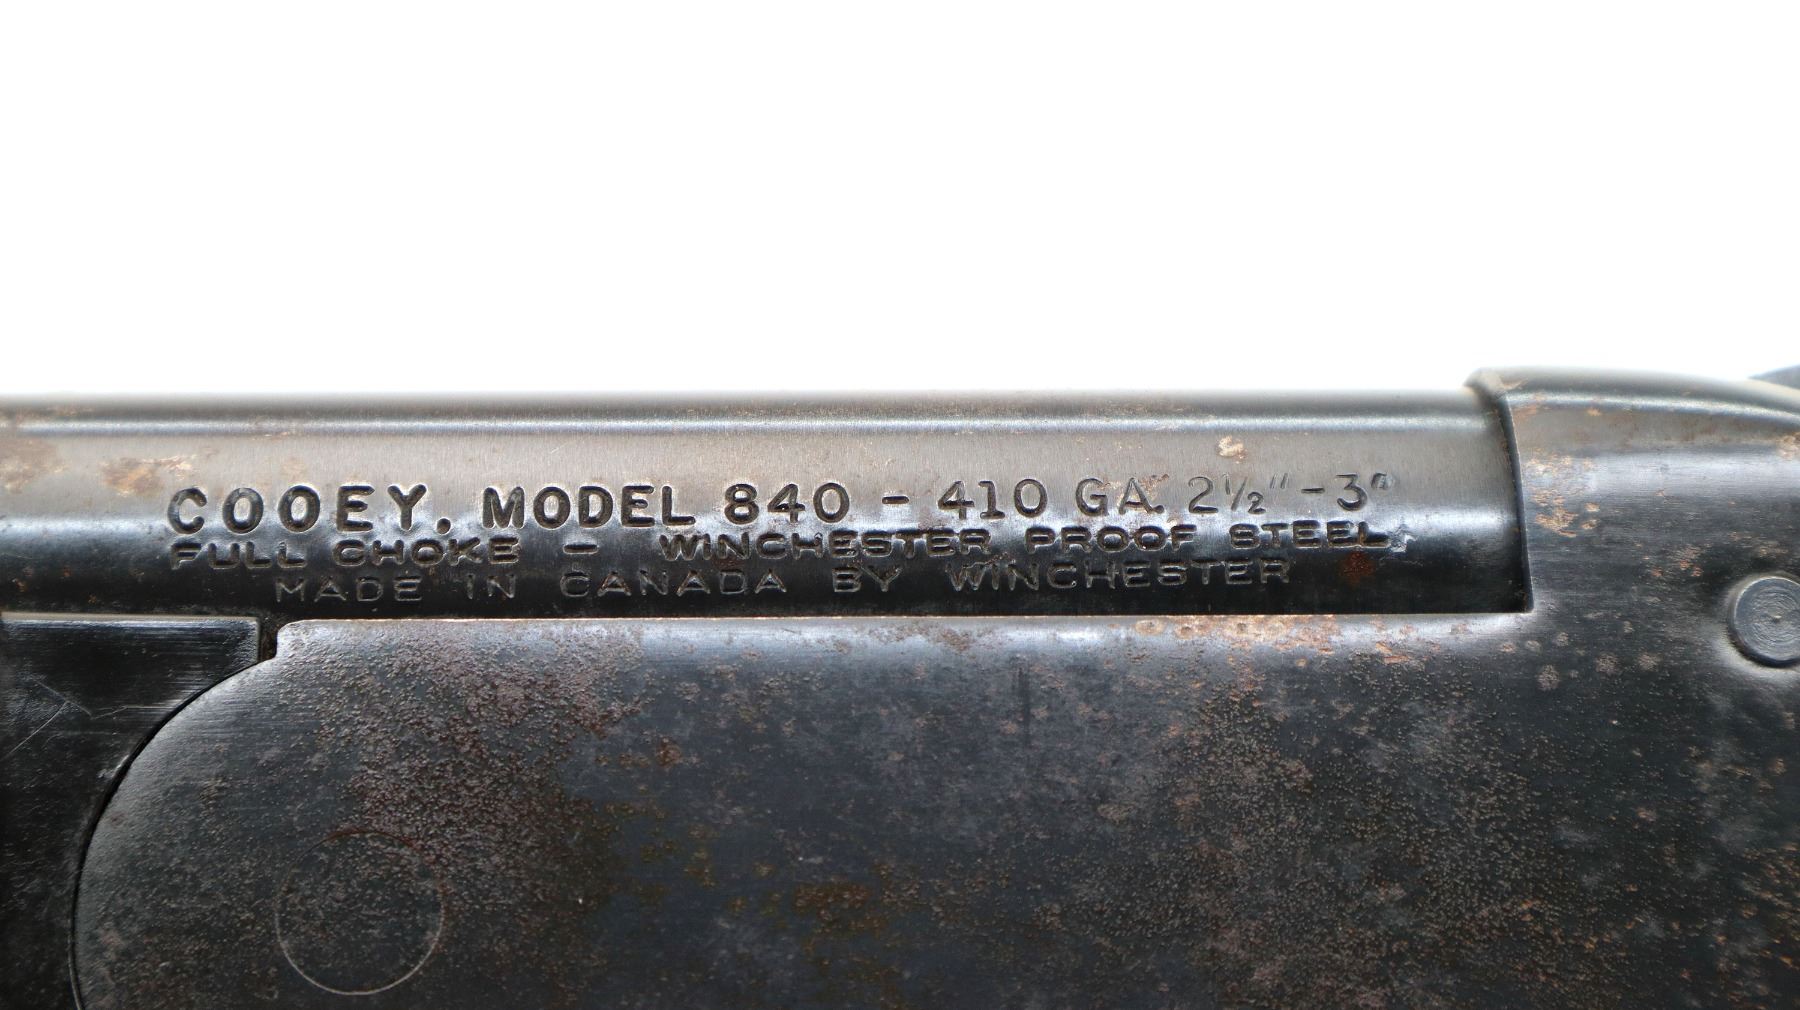 COOEY. MODEL 840 - 410 GA. 2½" - 3"
FULL CHOKE - WINCHESTER PROOF STEEL
MADE IN CANADA BY WINCHESTER